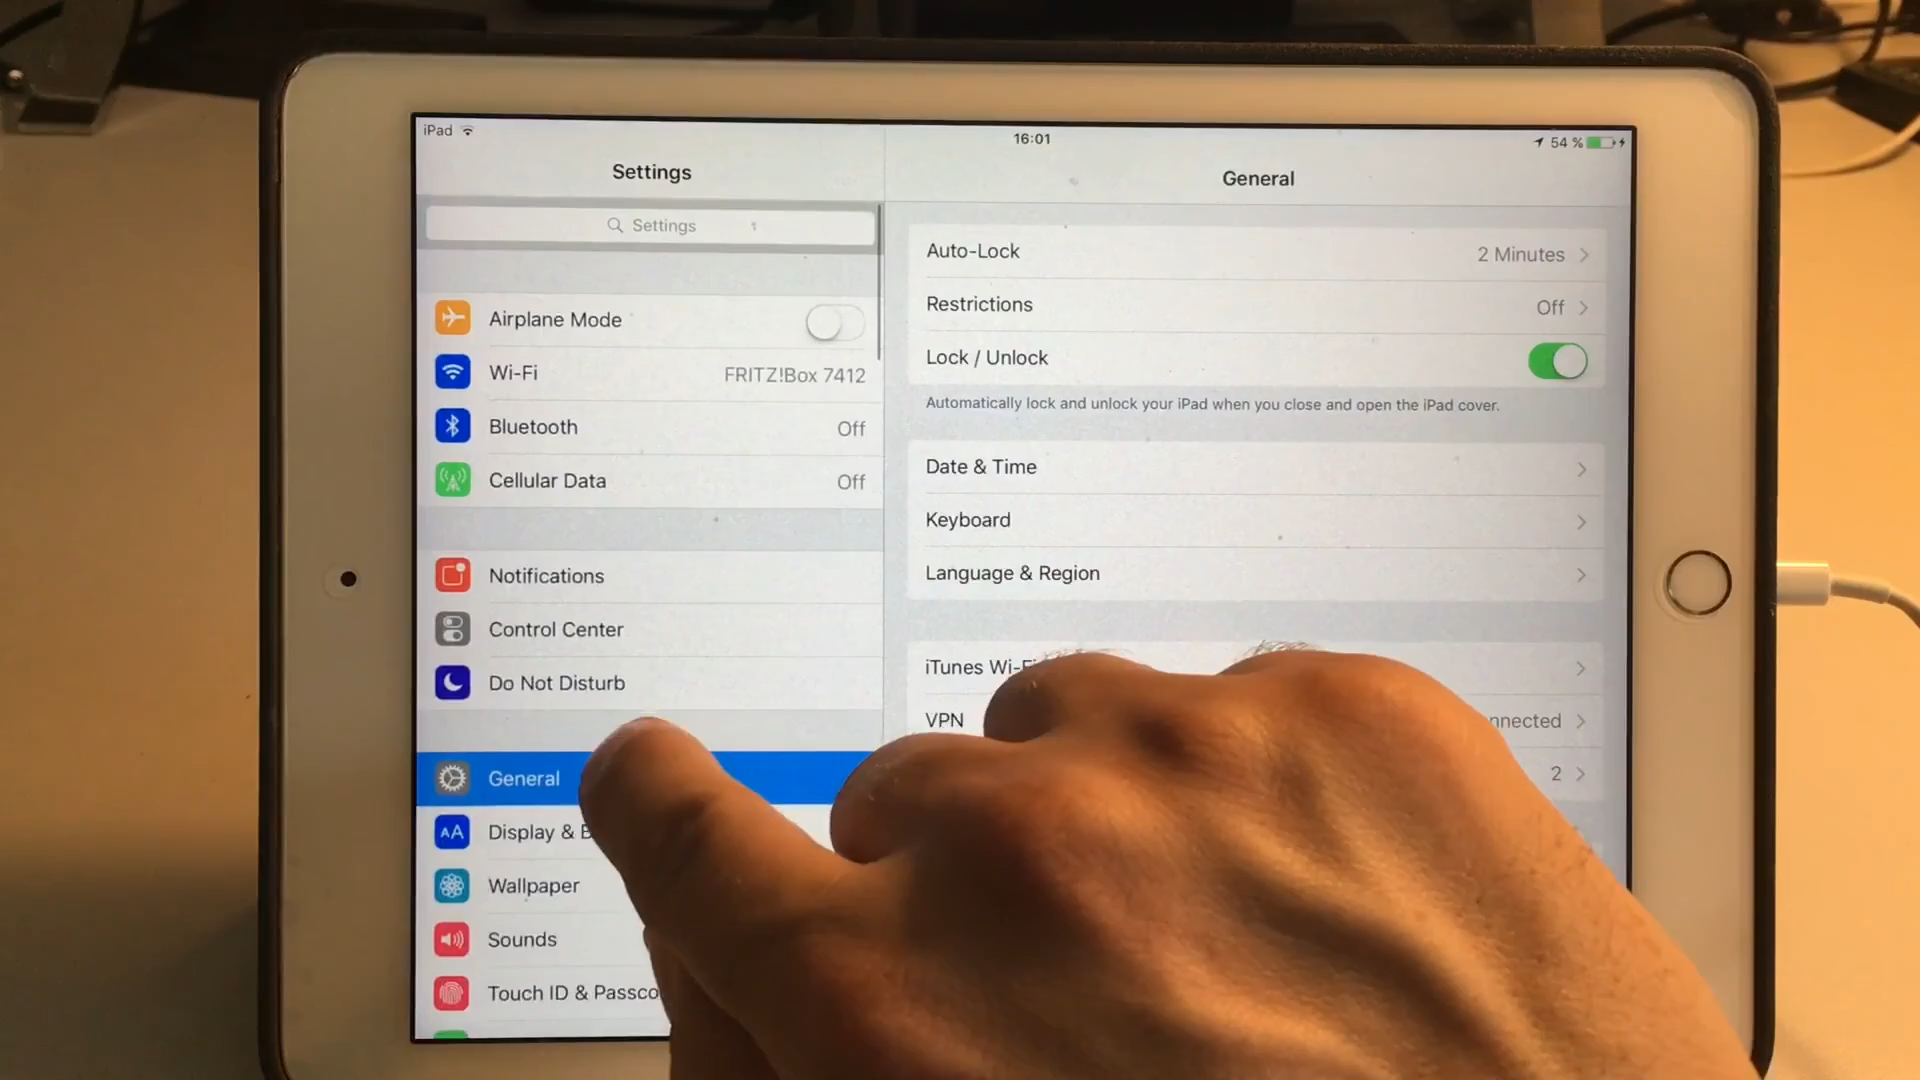 iPad
16:01
54 %
Settings
General
Settings
Airplane Mode
Wi-Fi
FRITZ!Box 7412
Bluetooth
Off
Cellular Data
Off
Notifications
Control Center
Do Not Disturb
General
AA
Display &
Wallpaper
Sounds
Touch ID &
Auto-Lock
2 Minutes
Restrictions
Off
Lock / Unlock
Automatically lock and unlock your iPad when you close and open the iPad cover.
Date & Time
Keyboard
Language & Region
iTunes
VPN
2